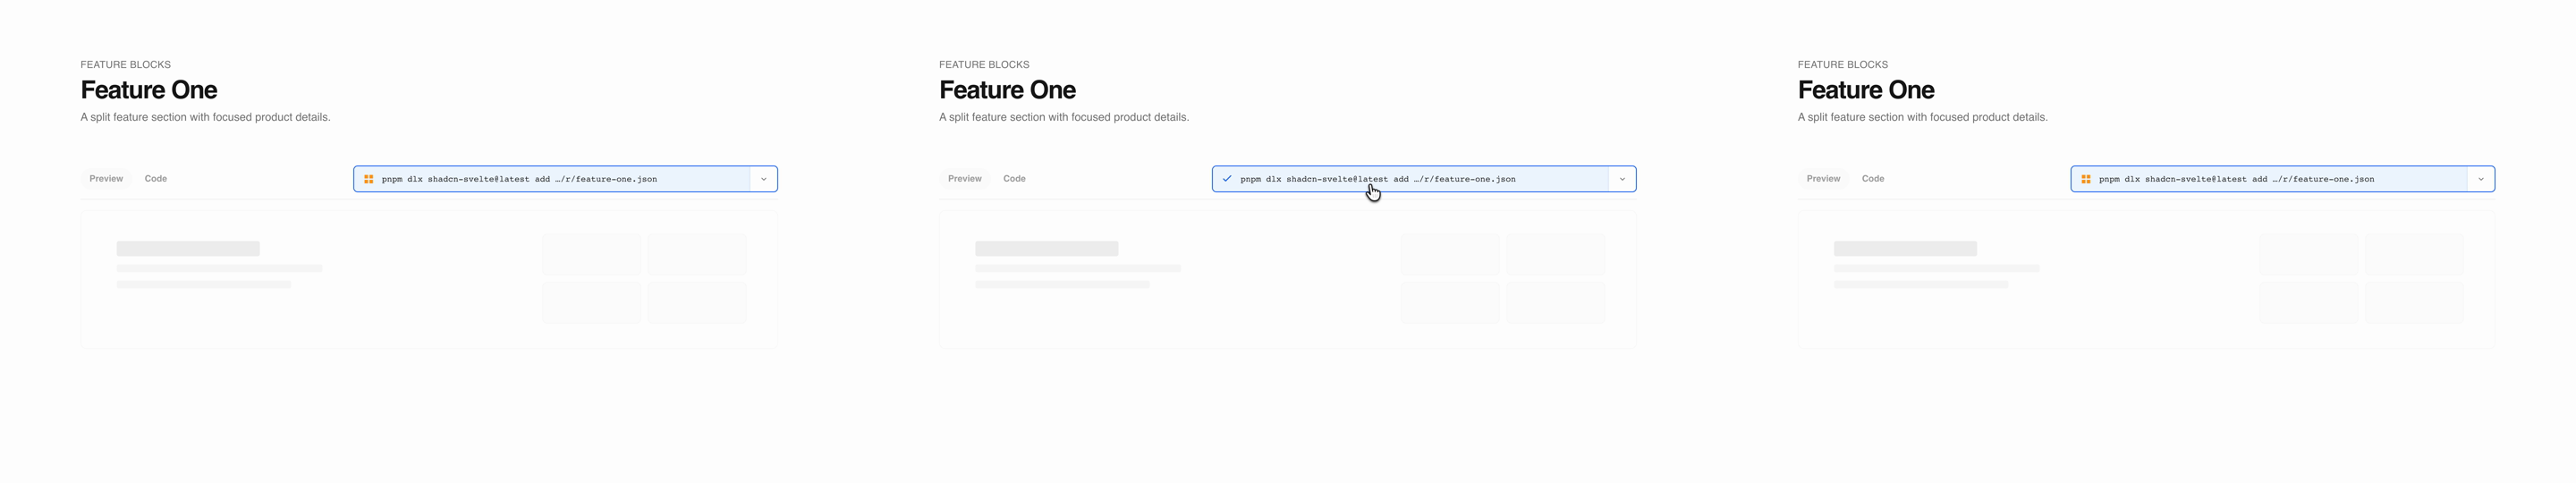 FEATURE BLOCKS
Feature One
A split feature section with focused product details.
Preview Code pnpm dlx shadcn-svelte@latest add …/r/feature-one.json
FEATURE BLOCKS
Feature One
A split feature section with focused product details.
Preview Code pnpm dlx shadcn-svelte@latest add …/r/feature-one.json
FEATURE BLOCKS
Feature One
A split feature section with focused product details.
Preview Code pnpm dlx shadcn-svelte@latest add …/r/feature-one.json